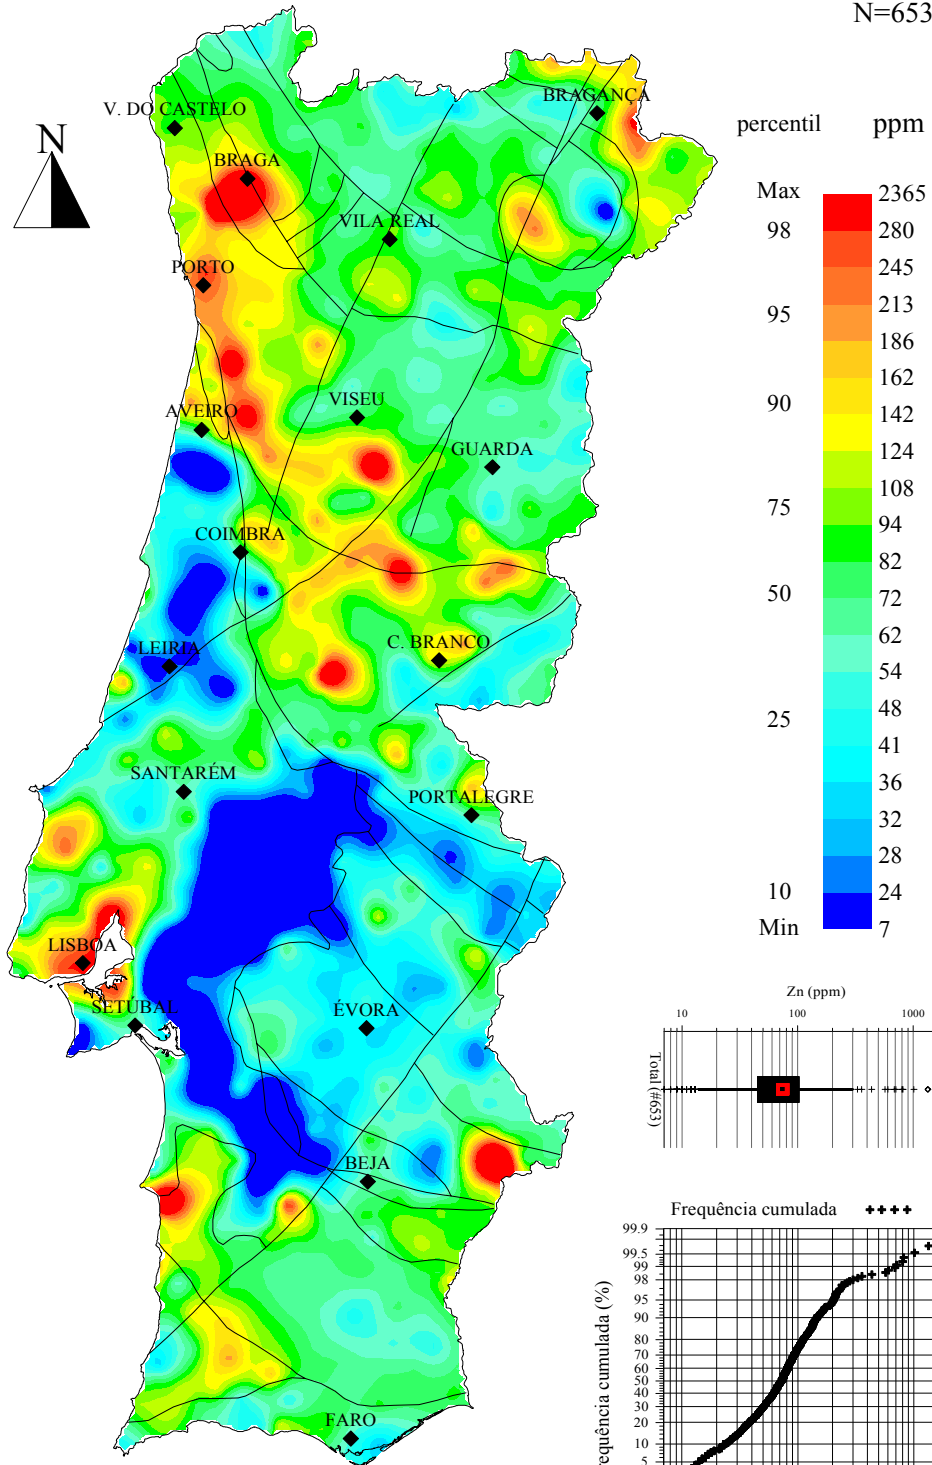 N=653
BRAGANÇA
V. DO CASTELO
N
percentil ppm
BRAGA
Max 2365
98 280
VILA REAL
245
PORTO
213
95
186
162
90 142
AVEIRO
VISEU
124
GUARDA
108
75
94
COIMBRA
82
50 72
62
LEIRIA
C. BRANCO
54
48
25
41
SANTARÉM
36
PORTALEGRE
32
28
10 24
Min 7
LISBOA
Zn (ppm)
SETÚBAL
ÉVORA
10 100 1000
Total (#653)
BEJA
Frequência cumulada
99.9
99.5
99
98
95
90
80
70
60
50
40
30
20
10
5
requência cumulada (%)
FARO